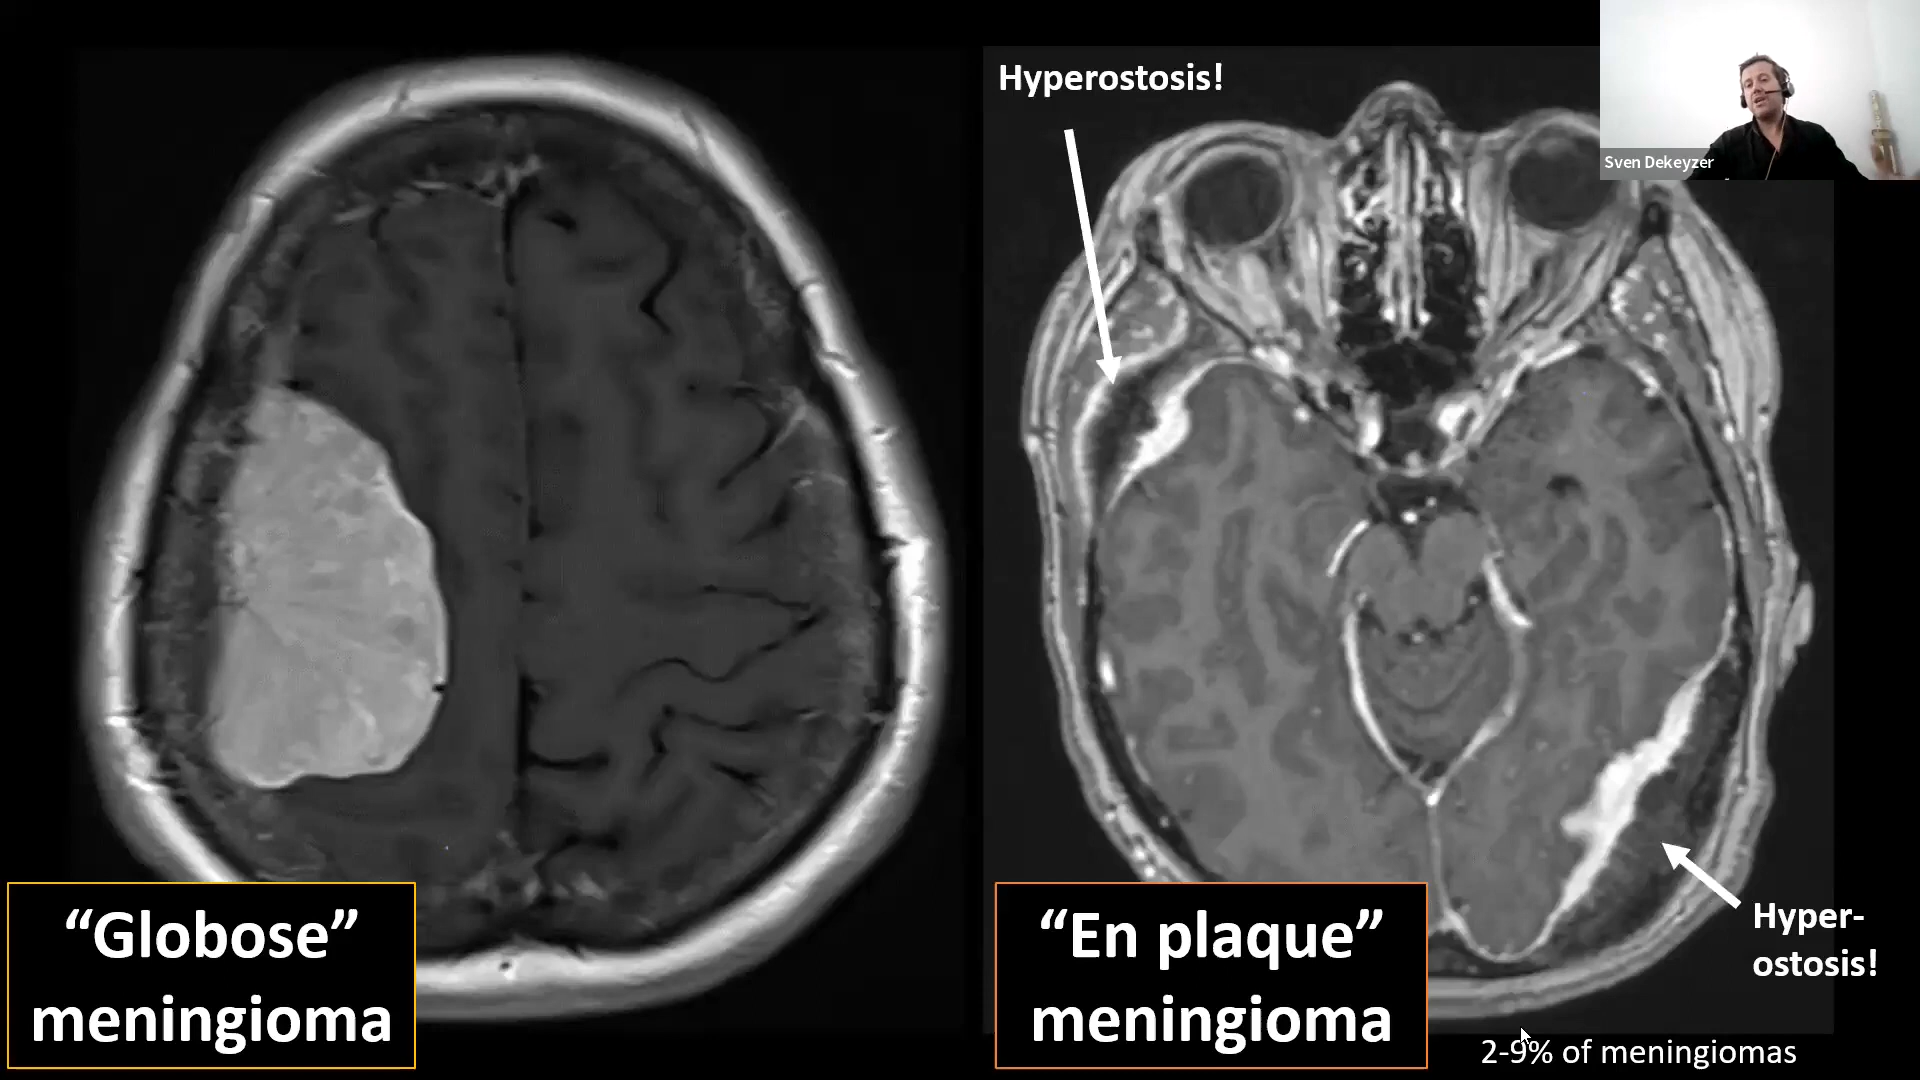 Hyperostosis!
Sven Dekeyzer
“Globose”
meningioma
“En plaque”
meningioma
Hyper-
ostosis!
2-9% of meningiomas